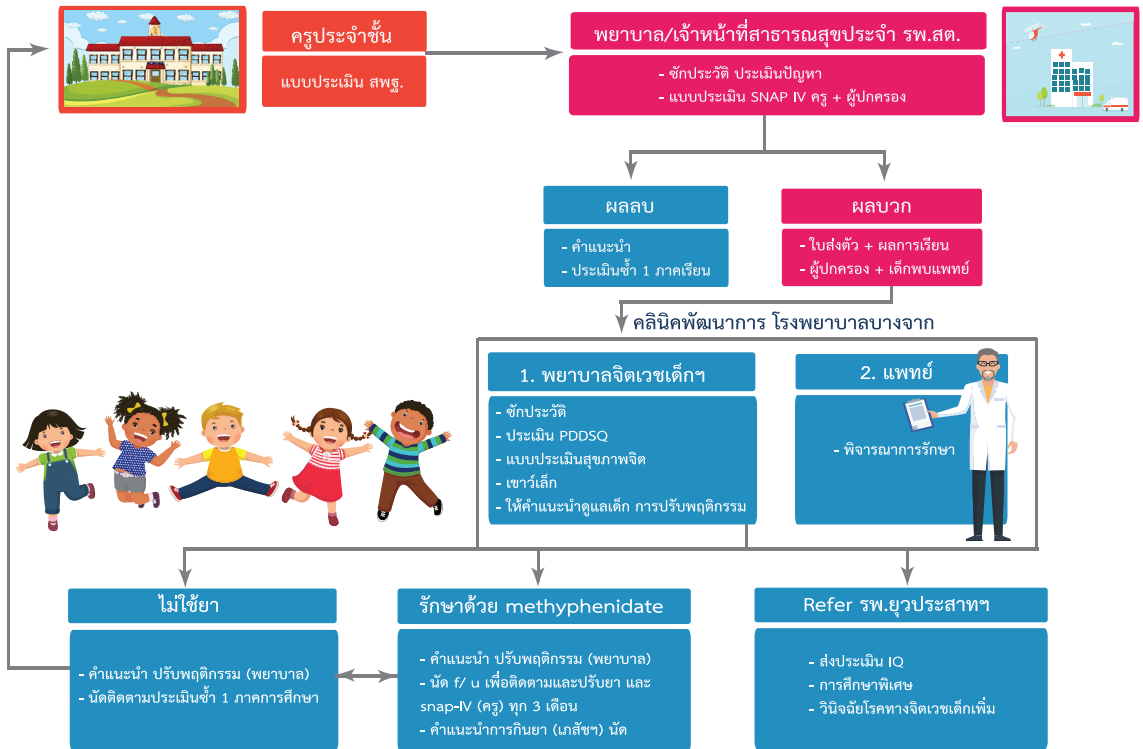 ครูประจำชั้น
แบบประเมิน สพฐ.
พยาบาล/เจ้าหน้าที่สาธารณสุขประจำ รพ.สต.
- ซักประวัติ ประเมินปัญหา
- แบบประเมิน SNAP IV ครู + ผู้ปกครอง
ผลลบ
- คำแนะนำ
- ประเมินซ้ำ 1 ภาคเรียน
ผลบวก
- ใบส่งตัว + ผลการเรียน
- ผู้ปกครอง + เด็กพบแพทย์
คลินิคพัฒนาการ โรงพยาบาลบางจาก
1. พยาบาลจิตเวชเด็กฯ
- ซักประวัติ
- ประเมิน PDDSQ
- แบบประเมินสุขภาพจิต
- เชาว์เล็ก
- ให้คำแนะนำดูแลเด็ก การปรับพฤติกรรม
2. แพทย์
- พิจารณาการรักษา
ไม่ใช้ยา
- คำแนะนำ ปรับพฤติกรรม (พยาบาล)
- นัดติดตามประเมินซ้ำ 1 ภาคการศึกษา
รักษาด้วย methyphenidate
- คำแนะนำ ปรับพฤติกรรม (พยาบาล)
- นัด f/ u เพื่อติดตามและปรับยา และ
snap-IV (ครู) ทุก 3 เดือน
- คำแนะนำการกินยา (เภสัชฯ) นัด
Refer รพ.ยุวประสาทฯ
- ส่งประเมิน IQ
- การศึกษาพิเศษ
- วินิจฉัยโรคทางจิตเวชเด็กเพิ่ม